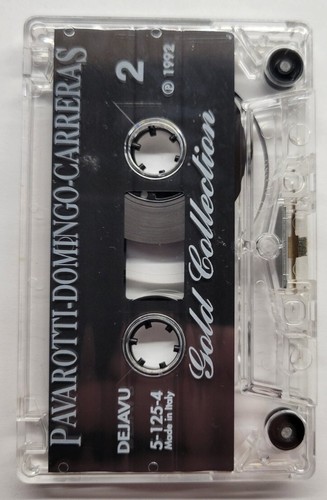 PAVAROTTI-DOMINGO-CARRERAS
2
DEJAVU
℗ 1992
5-125-4
Made in Italy
Gold Collection